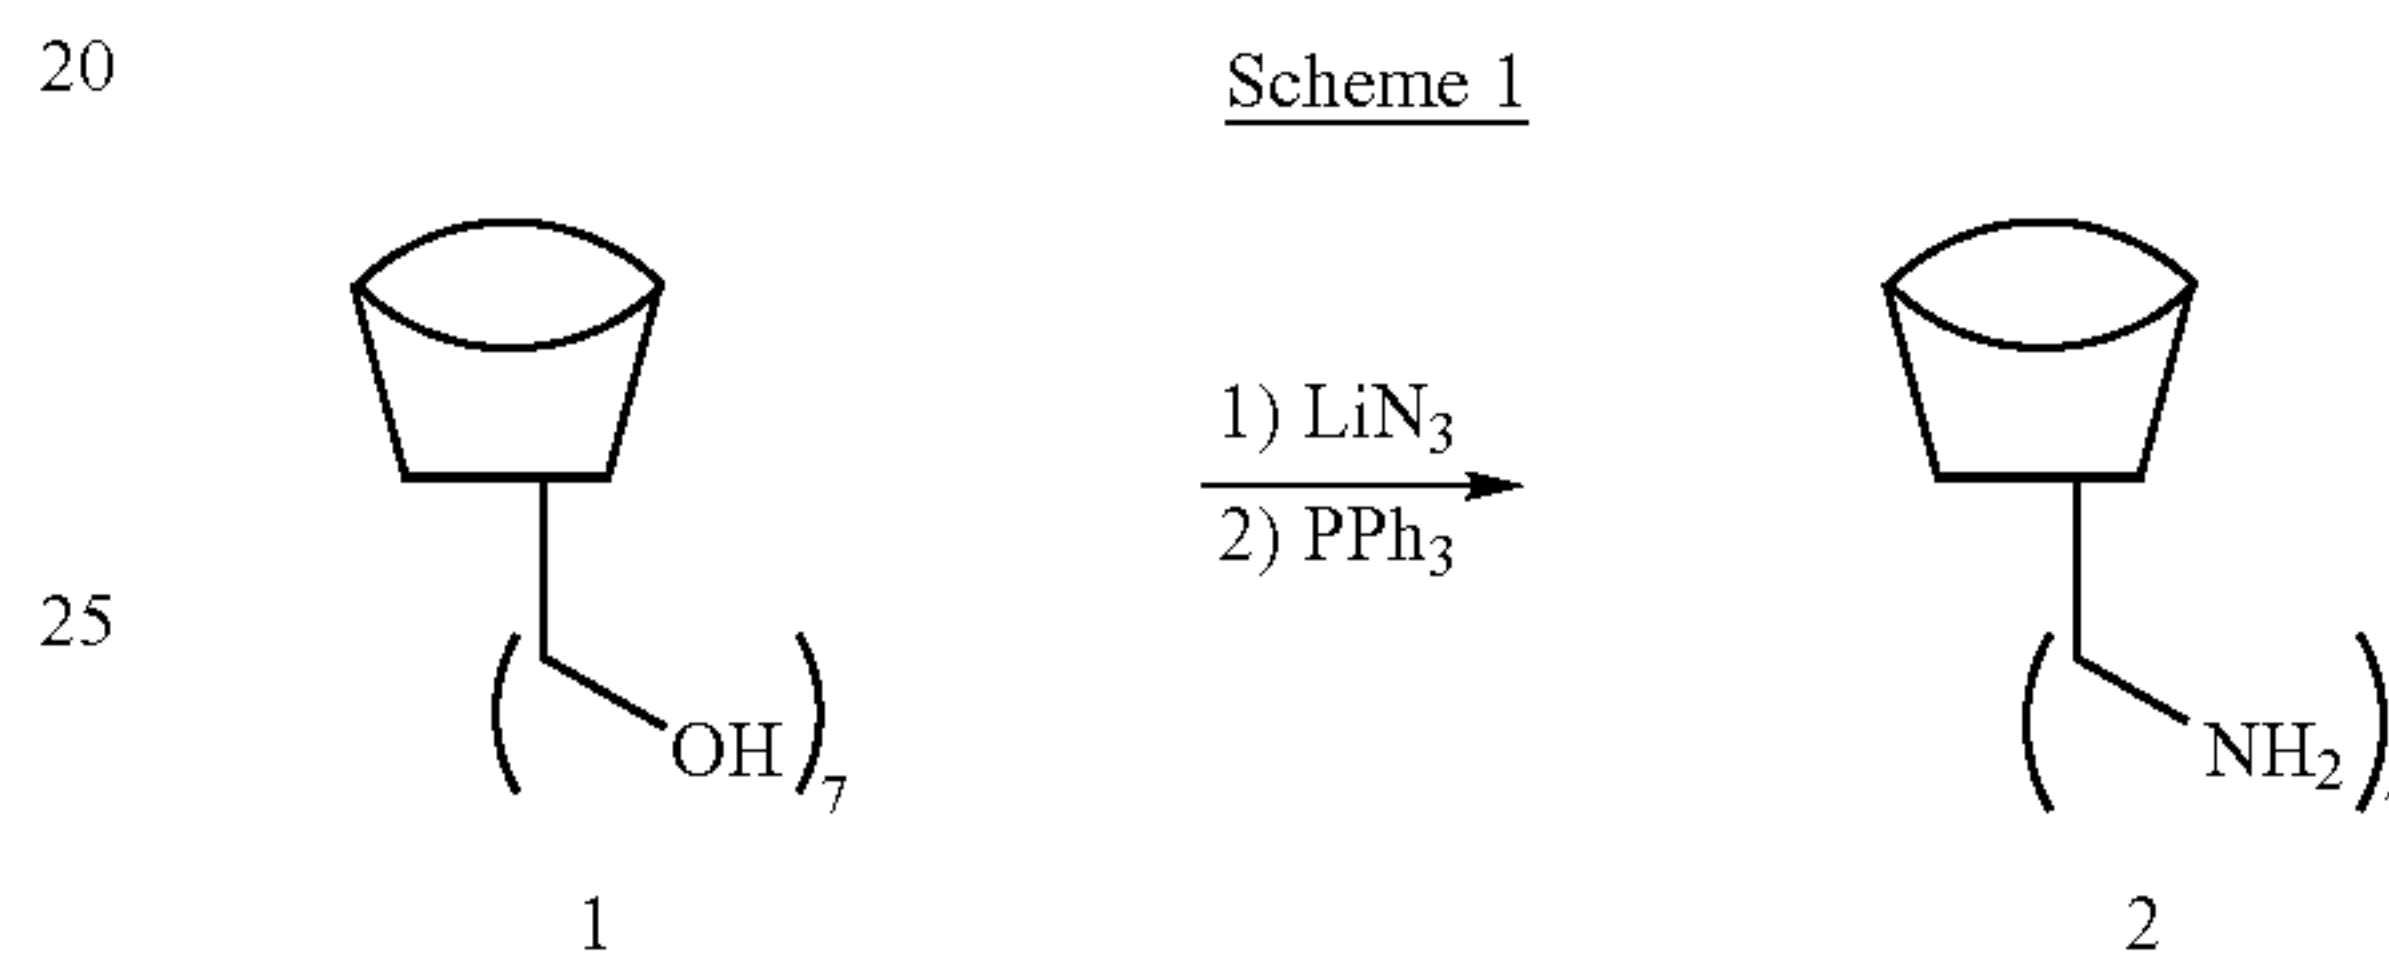 20
Scheme 1
1) LiN₃
2) PPh₃
25
( OH )₇
( NH₂ )
1
2